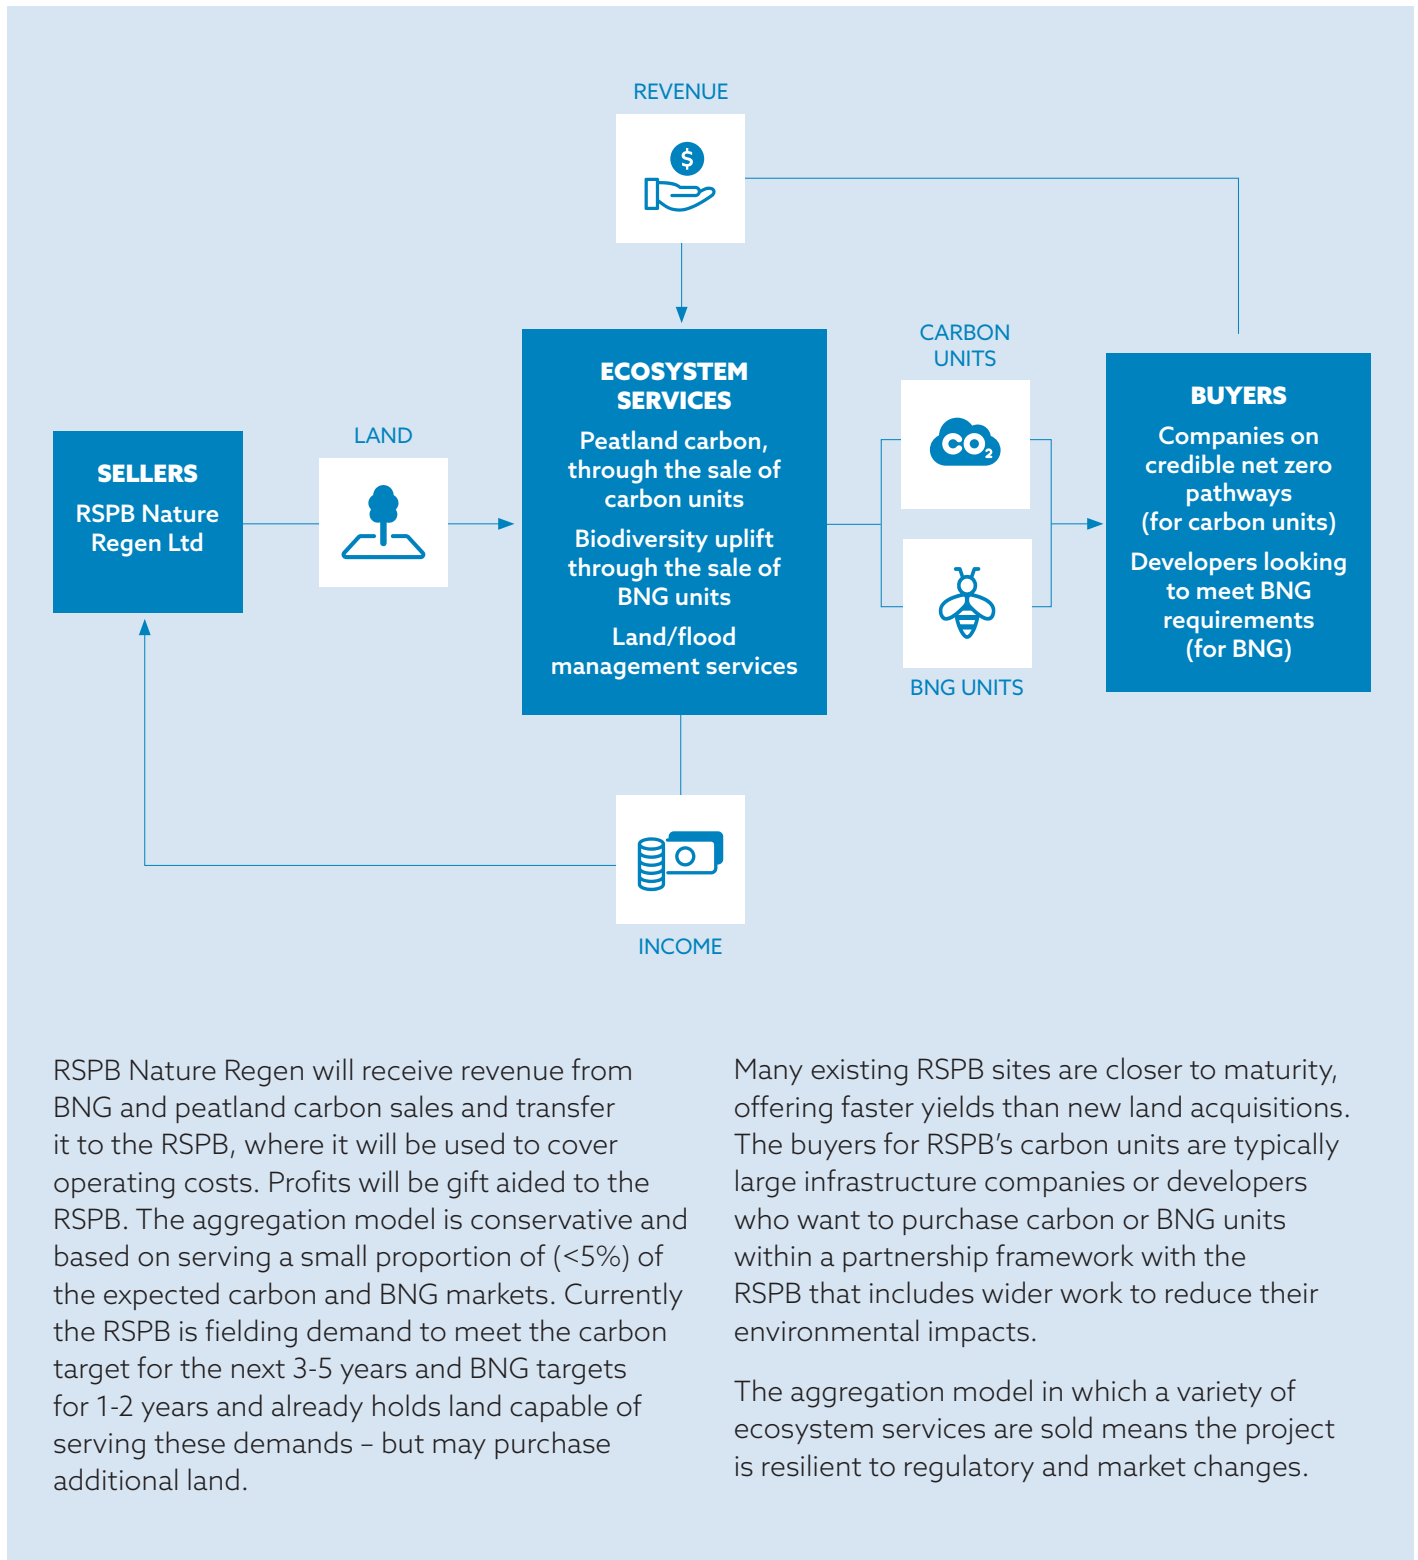 REVENUE
$
SELLERS
RSPB Nature
Regen Ltd
LAND
ECOSYSTEM
SERVICES
Peatland carbon,
through the sale of
carbon units
Biodiversity uplift
through the sale of
BNG units
Land/flood
management services
CARBON
UNITS
CO2
BNG UNITS
BUYERS
Companies on
credible net zero
pathways
(for carbon units)
Developers looking
to meet BNG
requirements
(for BNG)
INCOME
RSPB Nature Regen will receive revenue from
BNG and peatland carbon sales and transfer
it to the RSPB, where it will be used to cover
operating costs. Profits will be gift aided to the
RSPB. The aggregation model is conservative and
based on serving a small proportion of (<5%) of
the expected carbon and BNG markets. Currently
the RSPB is fielding demand to meet the carbon
target for the next 3-5 years and BNG targets
for 1-2 years and already holds land capable of
serving these demands – but may purchase
additional land.
Many existing RSPB sites are closer to maturity,
offering faster yields than new land acquisitions.
The buyers for RSPB’s carbon units are typically
large infrastructure companies or developers
who want to purchase carbon or BNG units
within a partnership framework with the
RSPB that includes wider work to reduce their
environmental impacts.
The aggregation model in which a variety of
ecosystem services are sold means the project
is resilient to regulatory and market changes.